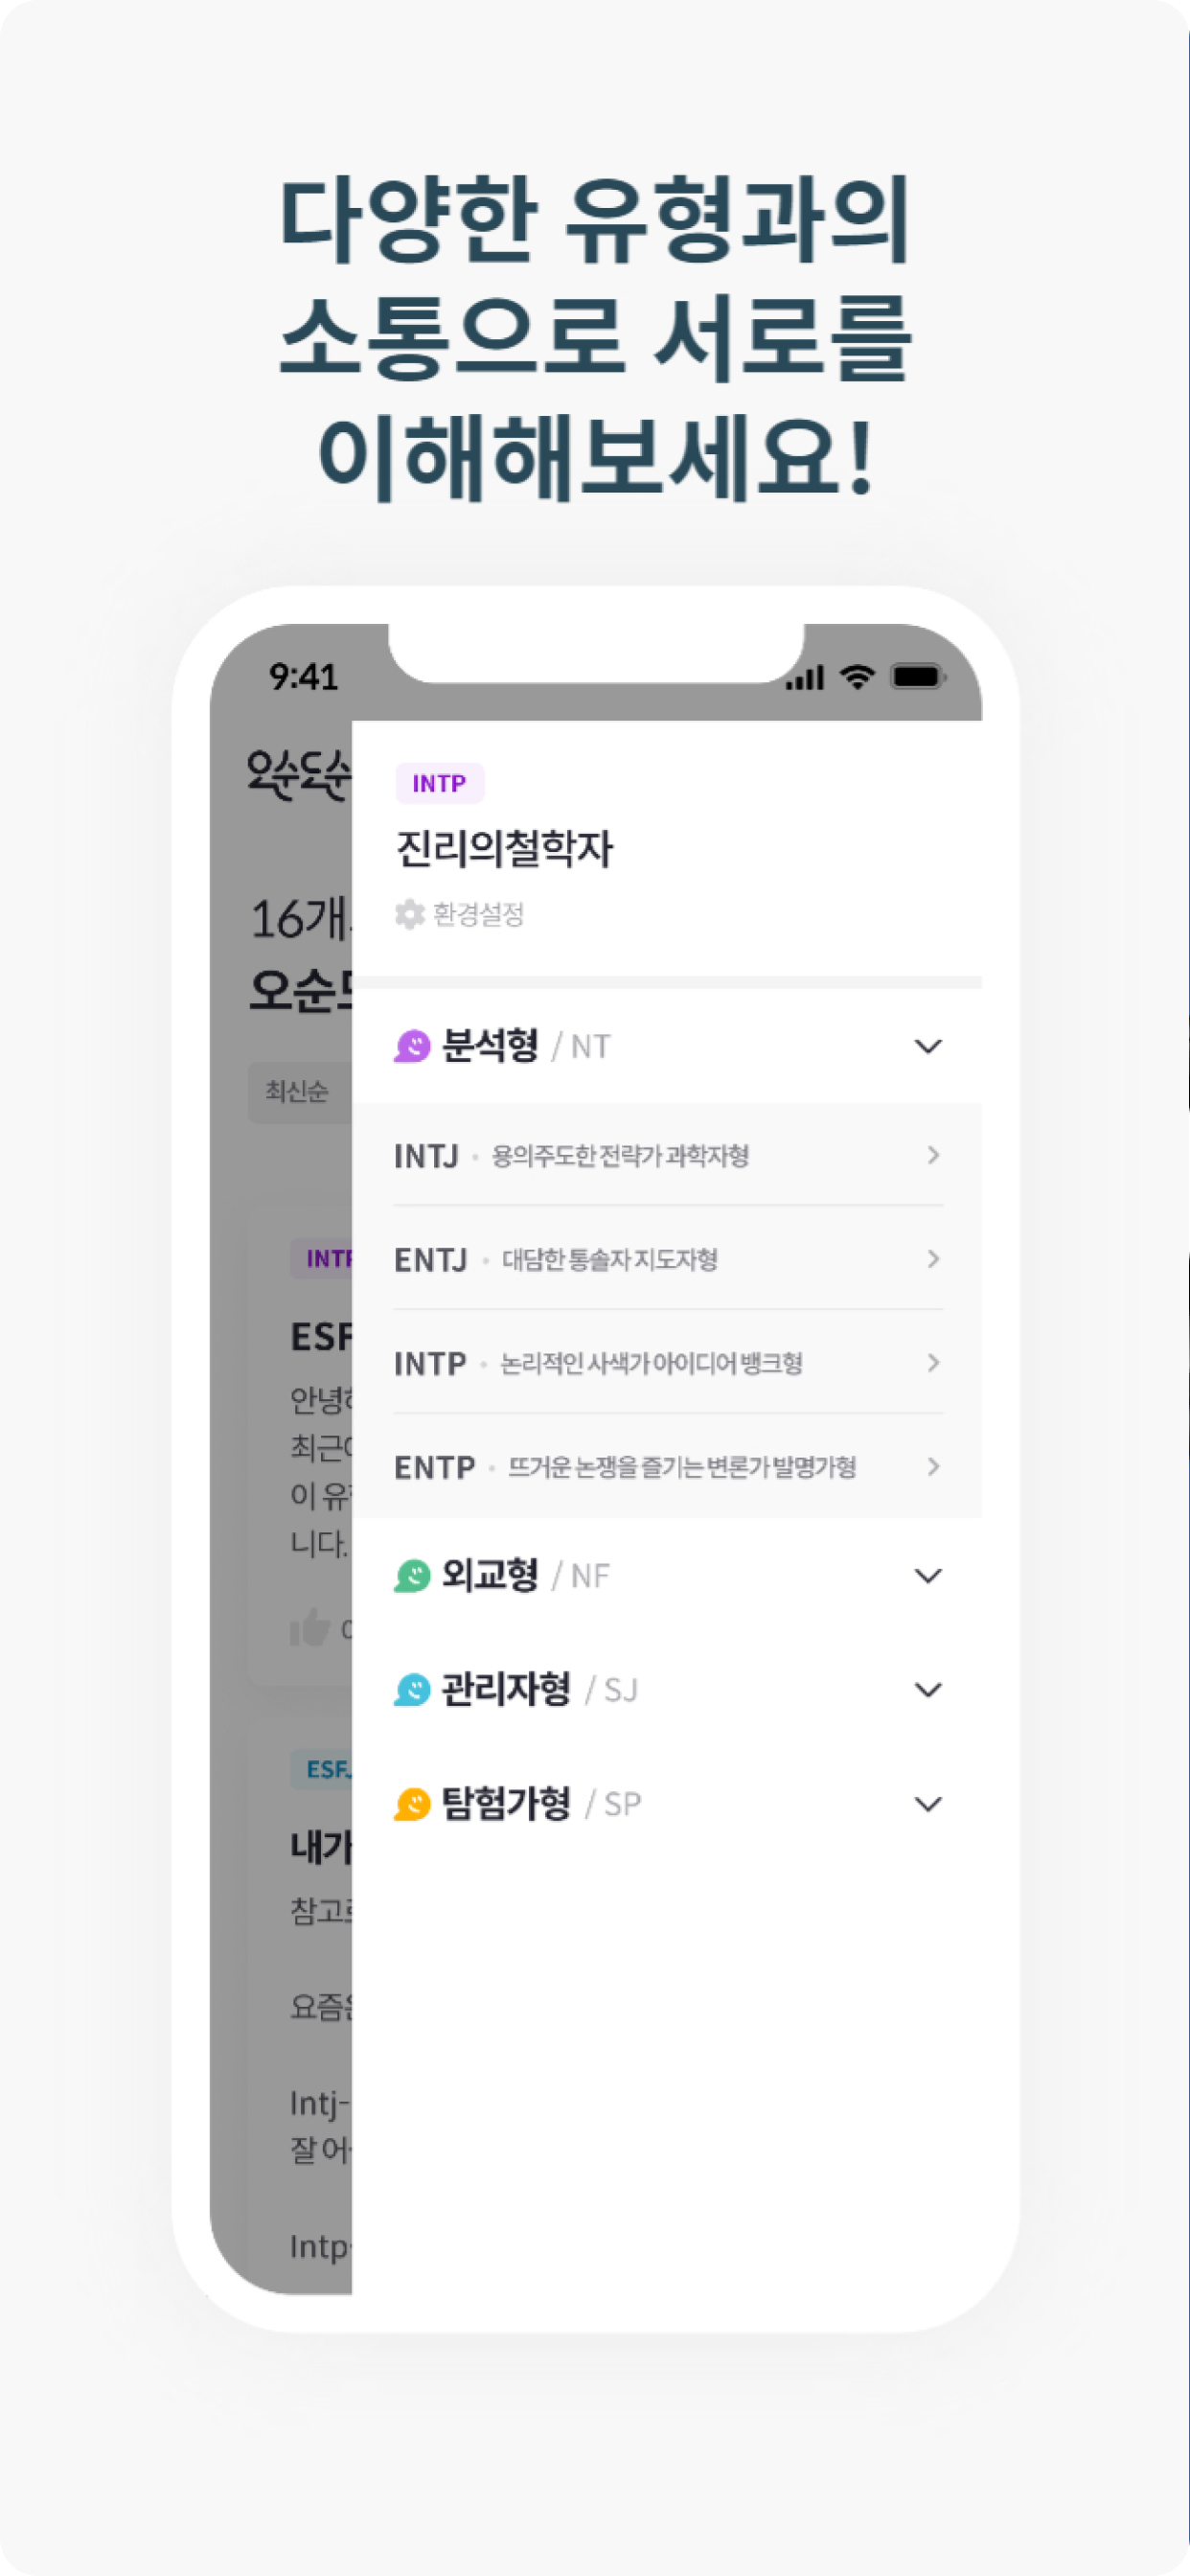 다양한 유형과의
소통으로 서로를
이해해보세요!
9:41
오순도순
INTP
진리의철학자
환경설정
16개
오순
최신순
분석형 / NT
INTJ · 용의주도한 전략가 과학자형
ENTJ · 대담한 통솔자 지도자형
INTP · 논리적인 사색가 아이디어 뱅크형
ENTP · 뜨거운 논쟁을 즐기는 변론가 발명가형
INTP
ESF
안녕
최근
이 유
니다.
외교형 / NF
관리자형 / SJ
탐험가형 / SP
ESFJ
내가
참고
요즘
Intj-
잘 어
Intp-